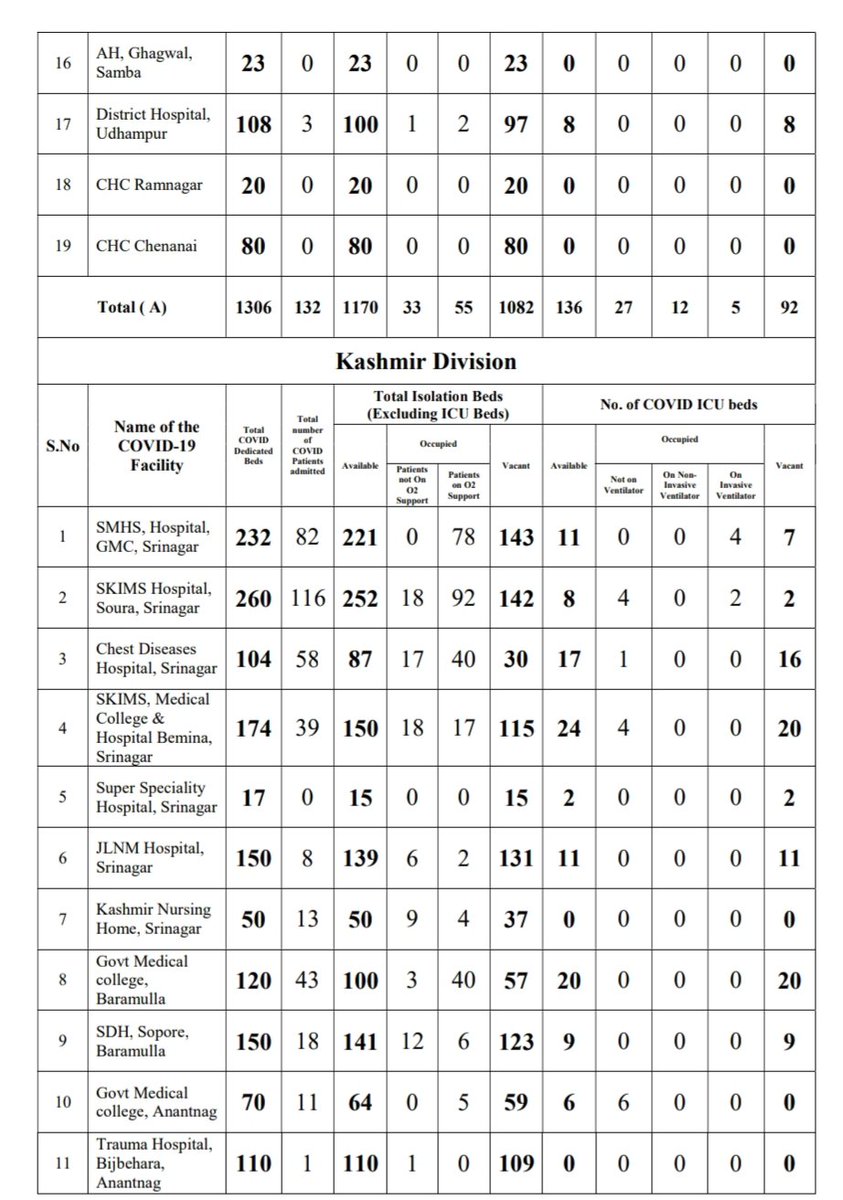 16 AH, Ghagwal, Samba 23 0 23 0 0 23 0 0 0 0 0
17 District Hospital, Udhampur 108 3 100 1 2 97 8 0 0 0 8
18 CHC Ramnagar 20 0 20 0 0 20 0 0 0 0 0
19 CHC Chenanai 80 0 80 0 0 80 0 0 0 0 0
Total ( A) 1306 132 1170 33 55 1082 136 27 12 5 92
Kashmir Division
S.No
Name of the COVID-19 Facility
Total COVID Dedicated Beds
Total number of COVID Patients admitted
Total Isolation Beds (Excluding ICU Beds)
Available
Occupied
Patients not On O2 Support
Patients on O2 Support
Vacant
No. of COVID ICU beds
Available
Occupied
Not on Ventilator
On Non-Invasive Ventilator
On Invasive Ventilator
Vacant
1 SMHS, Hospital, GMC, Srinagar 232 82 221 0 78 143 11 0 0 4 7
2 SKIMS Hospital, Soura, Srinagar 260 116 252 18 92 142 8 4 0 2 2
3 Chest Diseases Hospital, Srinagar 104 58 87 17 40 30 17 1 0 0 16
4 SKIMS, Medical College & Hospital Bemina, Srinagar 174 39 150 18 17 115 24 4 0 0 20
5 Super Speciality Hospital, Srinagar 17 0 15 0 0 15 2 0 0 0 2
6 JLNM Hospital, Srinagar 150 8 139 6 2 131 11 0 0 0 11
7 Kashmir Nursing Home, Srinagar 50 13 50 9 4 37 0 0 0 0 0
8 Govt Medical college, Baramulla 120 43 100 3 40 57 20 0 0 0 20
9 SDH, Sopore, Baramulla 150 18 141 12 6 123 9 0 0 0 9
10 Govt Medical college, Anantnag 70 11 64 0 5 59 6 6 0 0 0
11 Trauma Hospital, Bijbehara, Anantnag 110 1 110 1 0 109 0 0 0 0 0